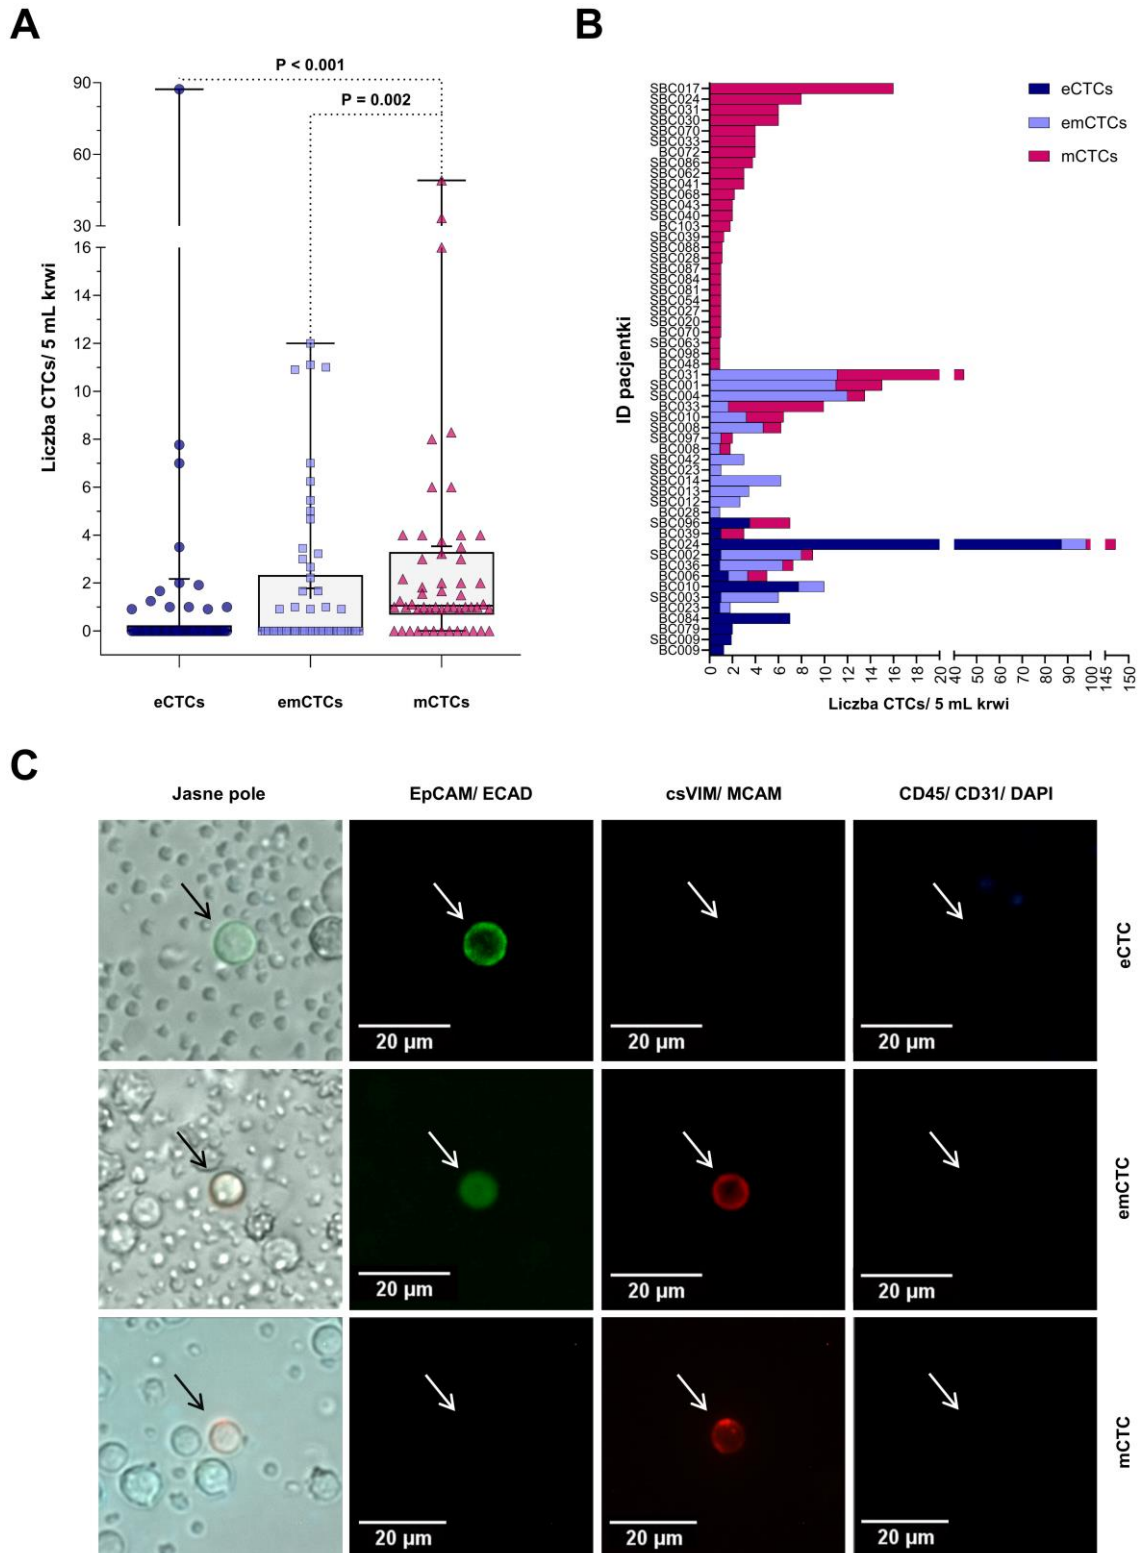 A
P < 0.001
P = 0.002
90
60
30
16
14
12
10
8
6
4
2
0
Liczba CTCs/ 5 mL krwi
eCTCs
emCTCs
mCTCs
B
eCTCs
emCTCs
mCTCs
ID pacjentki
SBC017
SBC024
SBC031
SBC030
SBC070
SBC033
BC072
SBC086
SBC062
SBC041
SBC068
SBC043
SBC040
BC103
SBC039
SBC088
SBC028
SBC087
SBC084
SBC081
SBC054
SBC027
SBC020
BC070
SBC063
BC098
BC048
BC031
SBC001
SBC004
BC033
SBC010
SBC008
SBC097
BC008
SBC042
SBC023
SBC014
SBC013
SBC012
BC028
SBC096
BC039
BC024
SBC002
BC036
BC006
BC010
SBC003
BC023
BC084
BC079
SBC009
BC009
0 2 4 6 8 10 12 14 16 18 20 40 50 60 70 80 90 100 145 150
Liczba CTCs/ 5 mL krwi
C
Jasne pole EpCAM/ ECAD csVIM/ MCAM CD45/ CD31/ DAPI
20 µm 20 µm 20 µm
eCTC
20 µm 20 µm 20 µm
emCTC
20 µm 20 µm 20 µm
mCTC